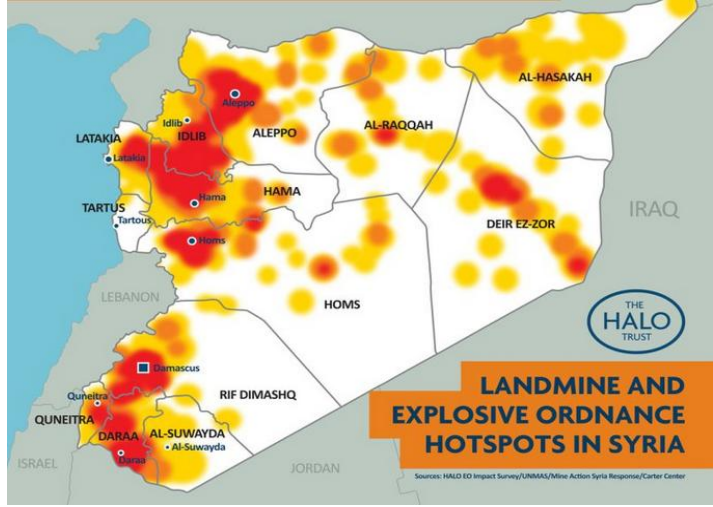 AL-HASAKAH
Aleppo
Idlib
IDLIB
ALEPPO
AL-RAQQAH
LATAKIA
Latakia
HAMA
Hama
TARTUS
Tartous
DEIR EZ-ZOR
IRAQ
Homs
LEBANON
HOMS
THE
HALO
TRUST
Damascus
RIF DIMASHQ
Quneitra
QUNEITRA
DARAA
AL-SUWAYDA
Al-Suwayda
Daraa
ISRAEL
JORDAN
LANDMINE AND
EXPLOSIVE ORDNANCE
HOTSPOTS IN SYRIA
Sources: HALO EO Impact Survey/UNMAS/Mine Action Syria Response/Carter Center